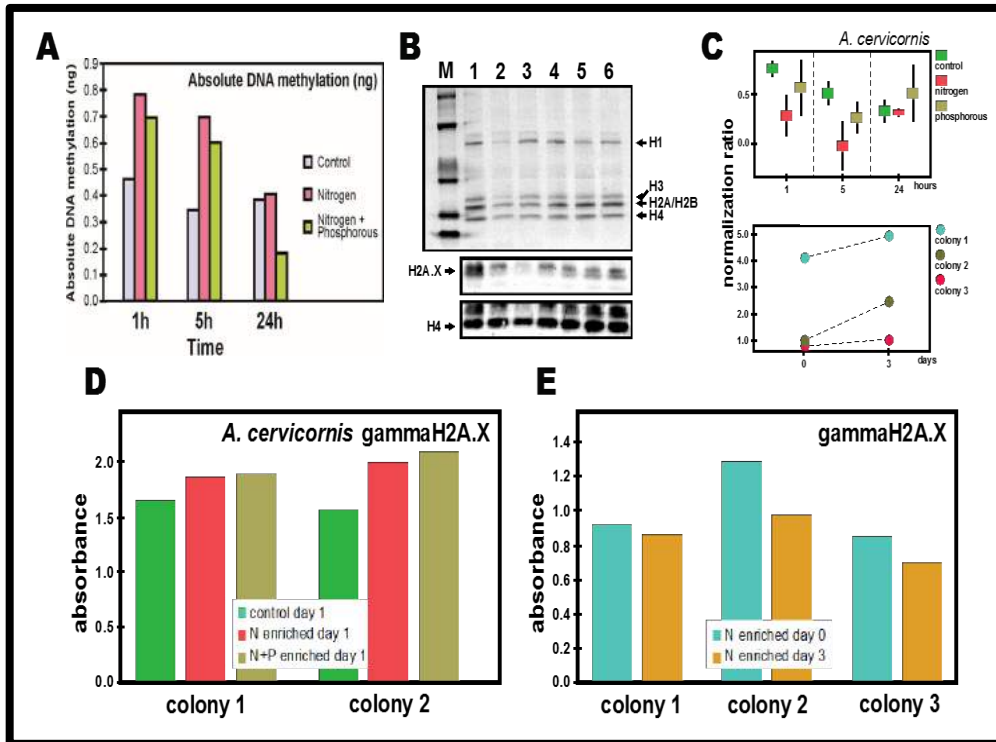 A
Absolute DNA methylation (ng)
Absolute DNA methylation (ng)
0.9
0.8
0.7
0.6
0.5
0.4
0.3
0.2
0.1
0.0
Control
Nitrogen
Nitrogen +
Phosphorous
1h 5h 24h
Time
B
M 1 2 3 4 5 6
H1
H3
H2A/H2B
H4
H2A.X
H4
C
A. cervicornis
control
nitrogen
phosphorous
normalization ratio
0.5
0.0
1 5 24 hours
5.0
4.0
3.0
2.0
1.0
colony 1
colony 2
colony 3
0 3 days
D
A. cervicornis gammaH2A.X
absorbance
2.0
1.5
1.0
0.5
0.0
control day 1
N enriched day 1
N+P enriched day 1
colony 1 colony 2
E
gammaH2A.X
absorbance
1.4
1.2
1.0
0.8
0.6
0.4
0.2
0.0
N enriched day 0
N enriched day 3
colony 1 colony 2 colony 3